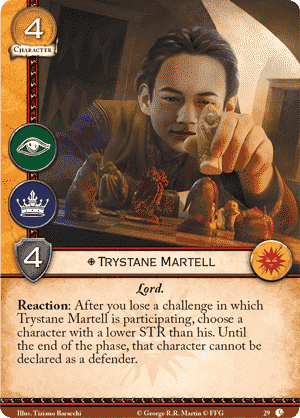 4
CHARACTER
4
TRYSTANE MARTELL
Lord.
Reaction: After you lose a challenge in which
Trystane Martell is participating, choose a
character with a lower STR than his. Until
the end of the phase, that character cannot
be declared as a defender.
Illus. Tiziano Baracchi © George R.R. Martin © FFG 29